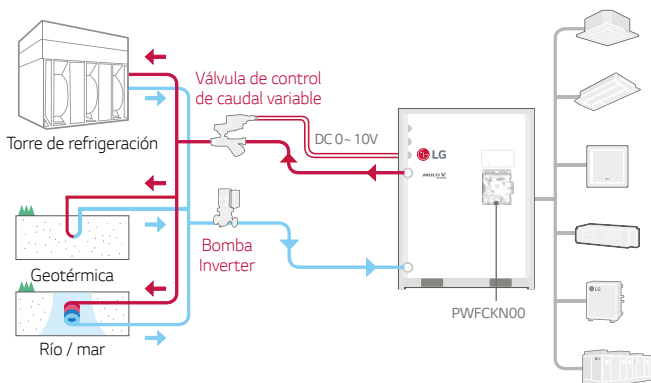 Válvula de control
de caudal variable
DC 0~ 10V
Torre de refrigeración
LG
MULTI V
Bomba
Inverter
Geotérmica
PWFCKN00
Río / mar
LG